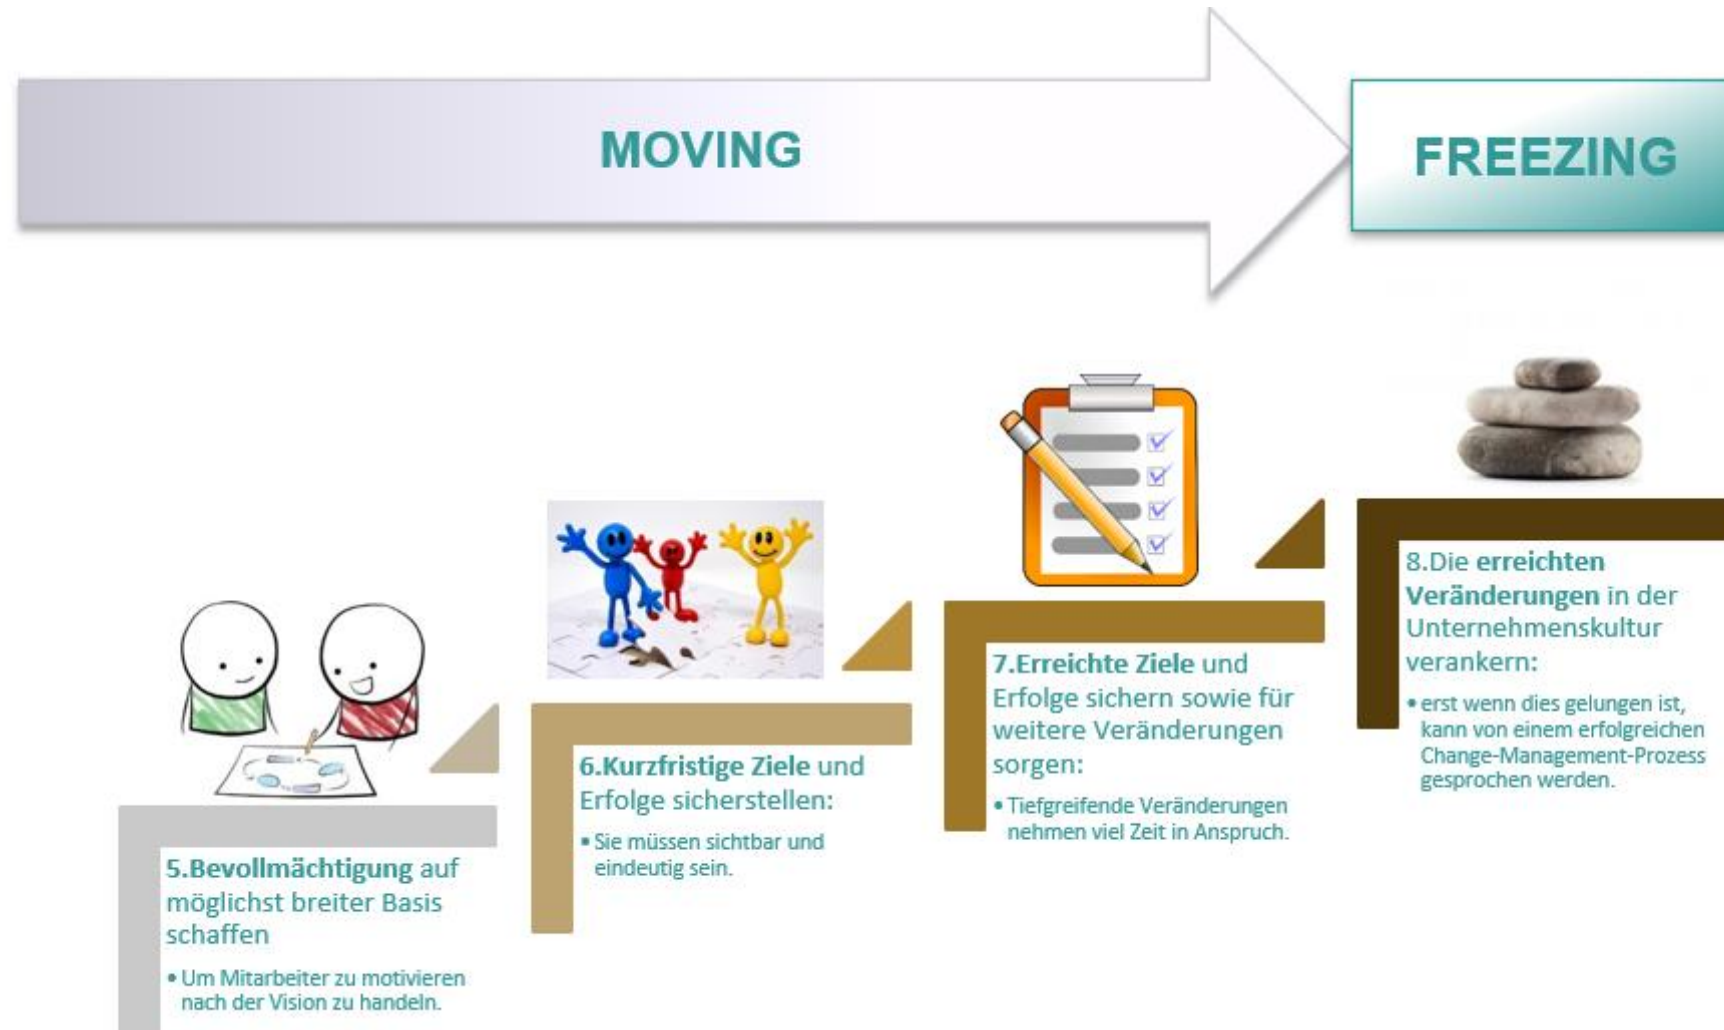 MOVING
FREEZING
5.Bevollmächtigung auf
möglichst breiter Basis
schaffen
• Um Mitarbeiter zu motivieren
nach der Vision zu handeln.
6.Kurzfristige Ziele und
Erfolge sicherstellen:
• Sie müssen sichtbar und
eindeutig sein.
7.Erreichte Ziele und
Erfolge sichern sowie für
weitere Veränderungen
sorgen:
• Tiefgreifende Veränderungen
nehmen viel Zeit in Anspruch.
8.Die erreichten
Veränderungen in der
Unternehmenskultur
verankern:
• erst wenn dies gelungen ist,
kann von einem erfolgreichen
Change-Management-Prozess
gesprochen werden.